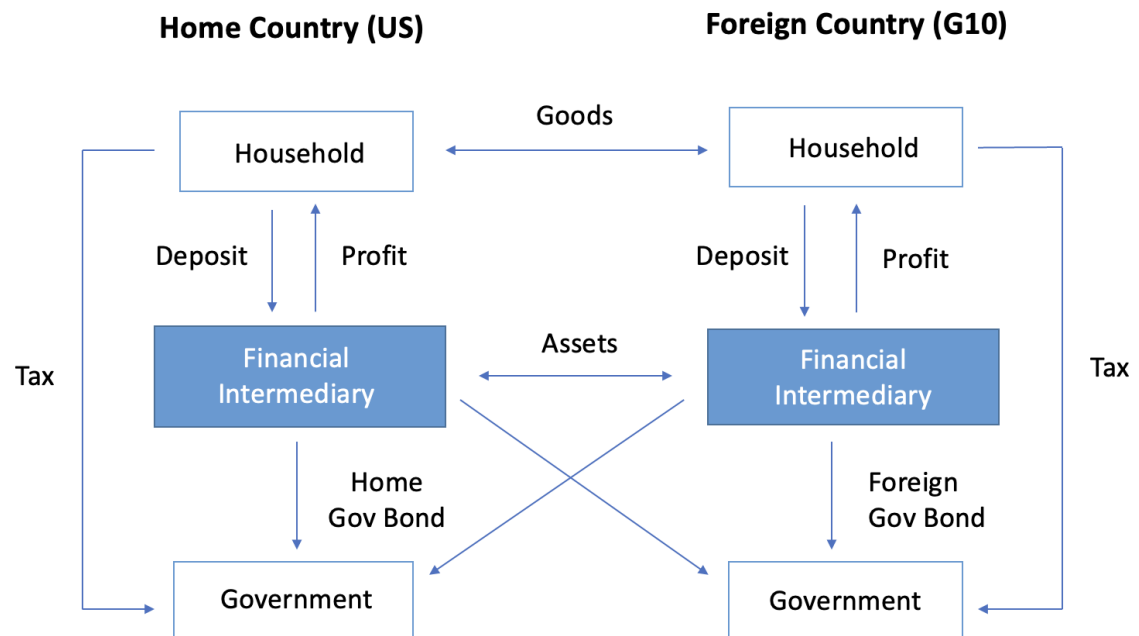 Home Country (US)
Foreign Country (G10)
Household
Goods
Household
Deposit
Profit
Deposit
Profit
Financial
Intermediary
Assets
Financial
Intermediary
Tax
Tax
Home
Gov Bond
Foreign
Gov Bond
Government
Government